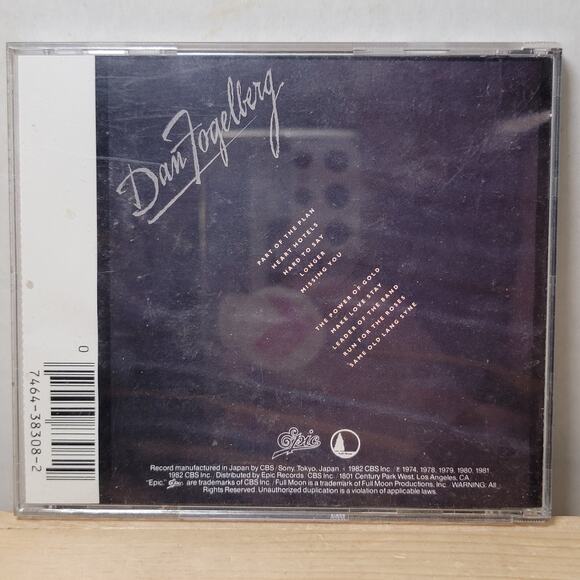 Dan Fogelberg
PART OF THE PLAN
HEART HOTELS
HARD TO SAY
LONGER
MISSING YOU
THE POWER OF GOLD
MAKE LOVE STAY
LEADER OF THE BAND
RUN FOR THE ROSES
SAME OLD LANG SYNE
0
7464-38308-2
Epic
Full Moon
Record manufactured in Japan by CBS/Sony, Tokyo, Japan. 1982 CBS Inc./℗ 1974, 1978, 1979, 1980, 1981
1982 CBS Inc./Distributed by Epic Records/CBS Inc./1801 Century Park West, Los Angeles, CA.
"Epic," Epic are trademarks of CBS Inc./Full Moon is a trademark of Full Moon Productions, Inc./WARNING: All
Rights Reserved. Unauthorized duplication is a violation of applicable laws.